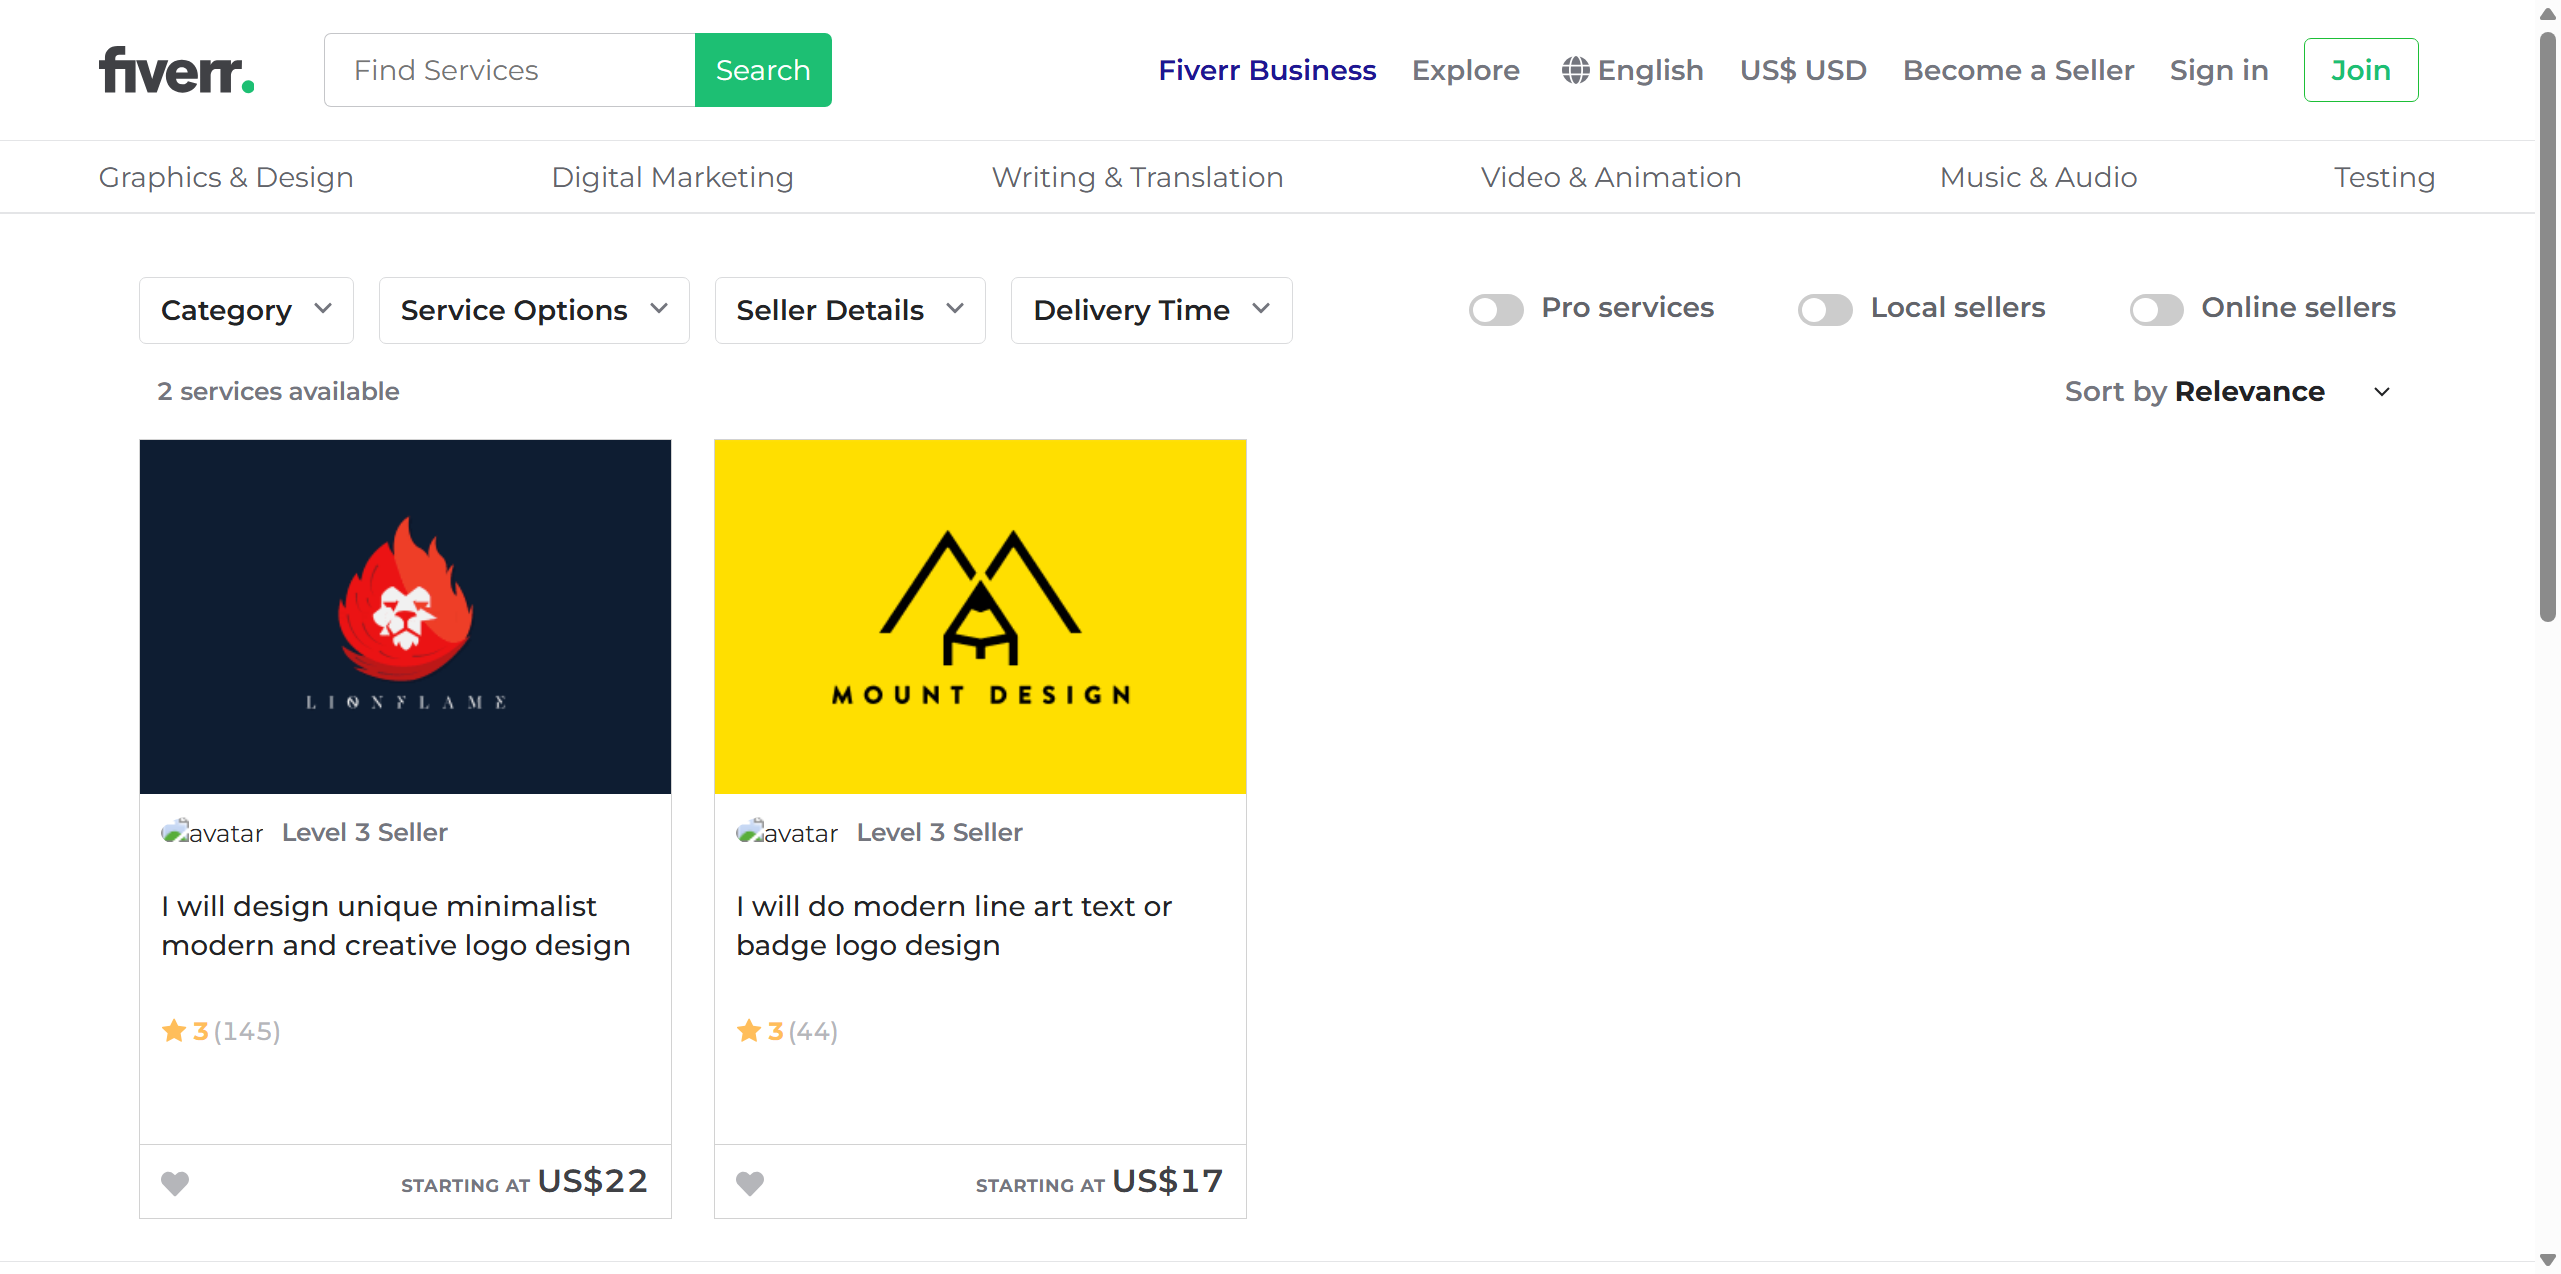 fiverr.
Find Services
Search
Fiverr Business
Explore
English
US$ USD
Become a Seller
Sign in
Join
Graphics & Design
Digital Marketing
Writing & Translation
Video & Animation
Music & Audio
Testing
Category
Service Options
Seller Details
Delivery Time
Pro services
Local sellers
Online sellers
2 services available
Sort by Relevance
LIONFLAME
avatar Level 3 Seller
I will design unique minimalist
modern and creative logo design
3 (145)
STARTING AT US$22
MOUNT DESIGN
avatar Level 3 Seller
I will do modern line art text or
badge logo design
3 (44)
STARTING AT US$17